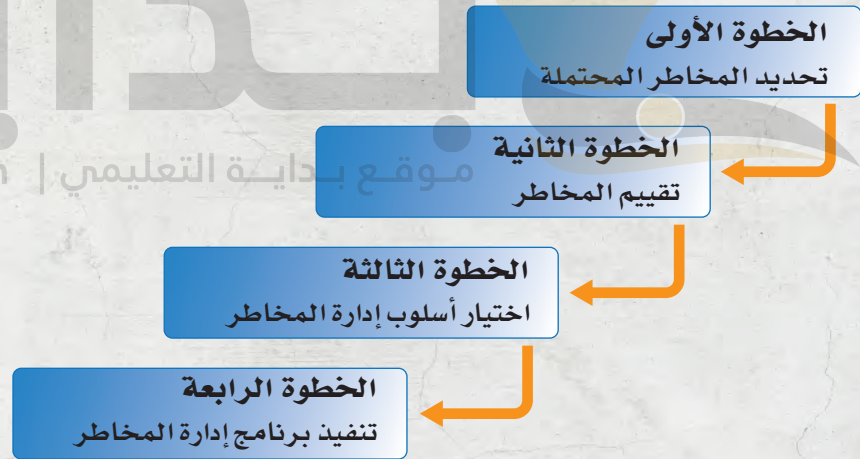 الخطوة الأولى
تحديد المخاطر المحتملة
الخطوة الثانية
تقييم المخاطر
موقع بداية التعليمي |
الخطوة الثالثة
اختيار أسلوب إدارة المخاطر
الخطوة الرابعة
تنفيذ برنامج إدارة المخاطر